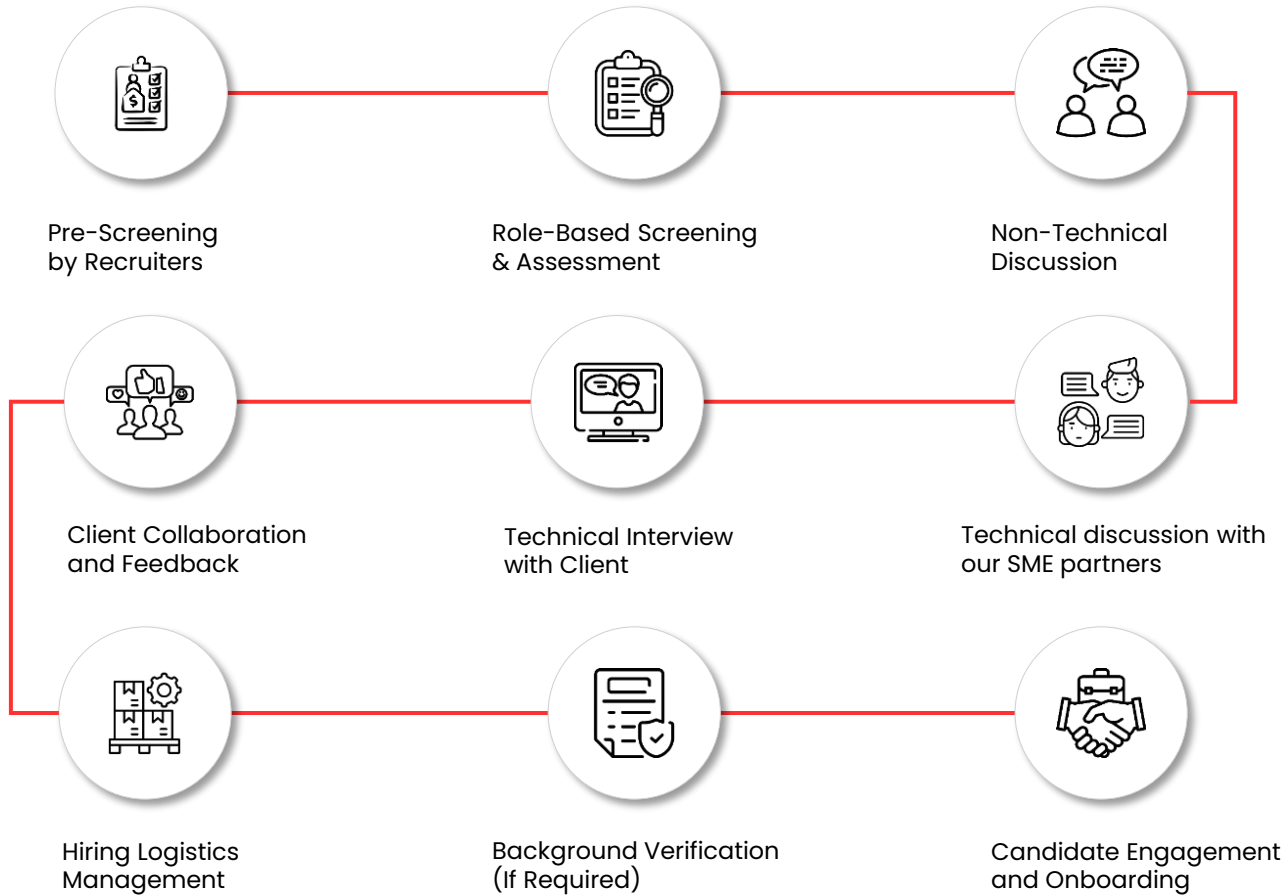 Pre-Screening
by Recruiters
Role-Based Screening
& Assessment
Non-Technical
Discussion
Client Collaboration
and Feedback
Technical Interview
with Client
Technical discussion with
our SME partners
Hiring Logistics
Management
Background Verification
(If Required)
Candidate Engagement
and Onboarding